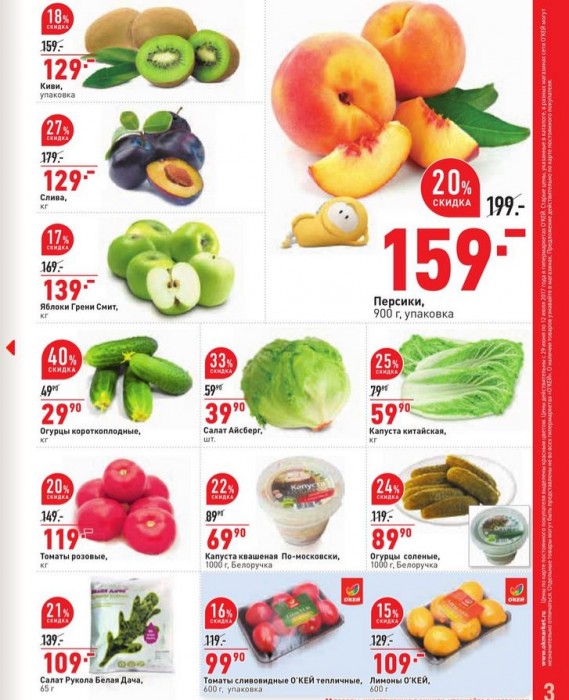 18%
СКИДКА
159.-
129.-
Киви,
упаковка
27%
СКИДКА
179.-
129.-
Слива,
кг
17%
СКИДКА
169.-
139.-
Яблоки Грени Смит,
кг
20%
СКИДКА
199.-
159.-
Персики,
900 г, упаковка
40%
СКИДКА
49 90
29 90
Огурцы короткоплодные,
кг
33%
СКИДКА
59 90
39 90
Салат Айсберг,
шт.
25%
СКИДКА
79 90
59 90
Капуста китайская,
кг
20%
СКИДКА
149.-
119.-
Томаты розовые,
кг
22%
СКИДКА
89 90
69 90
Капуста
Капуста квашеная По-московски,
1000 г, Белоручка
24%
СКИДКА
119.-
89 90
Огурцы соленые,
1000 г, Белоручка
21%
СКИДКА
139.-
109.-
Салат Рукола Белая Дача,
65 г
16%
СКИДКА
119.-
99 90
О'КЕЙ
Томаты сливовидные О'КЕЙ тепличные,
600 г, упаковка
15%
СКИДКА
129.-
109.-
О'КЕЙ
Лимоны О'КЕЙ,
600 г
www.okmarket.ru
3